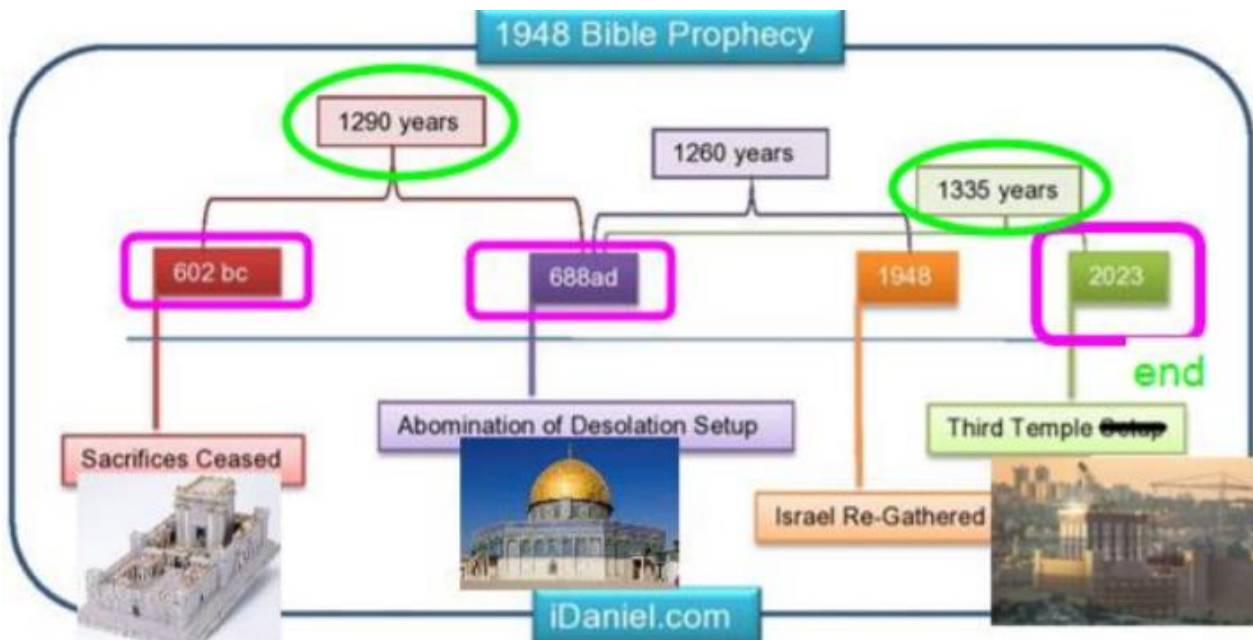 1948 Bible Prophecy
1290 years
1260 years
1335 years
602 bc
688ad
1948
2023
end
Abomination of Desolation Setup
Third Temple Setup
Sacrifices Ceased
Israel Re-Gathered
iDaniel.com